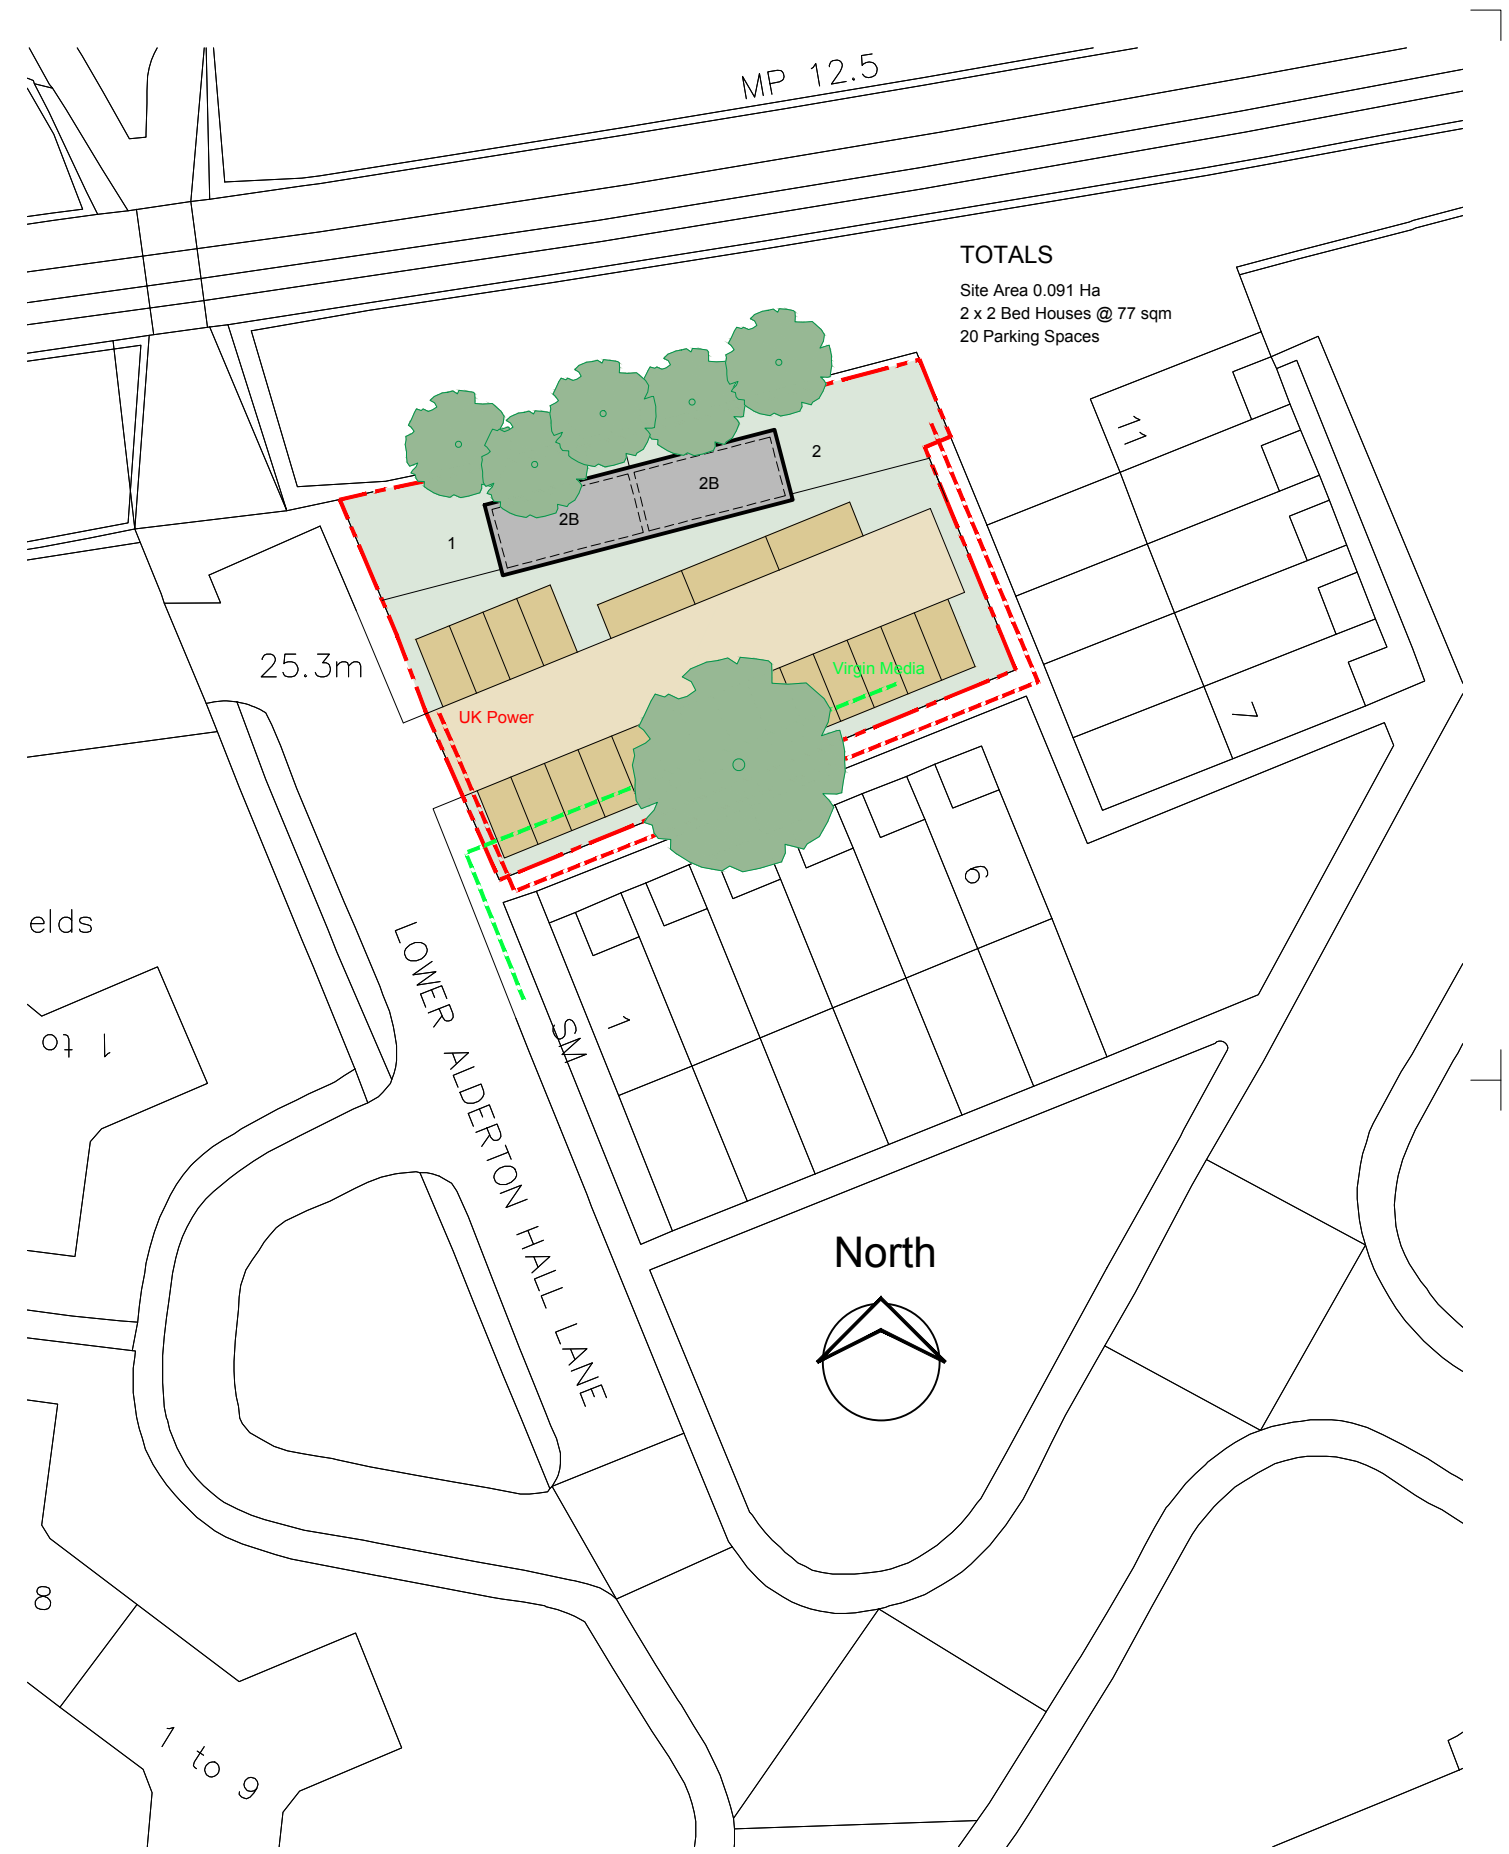 MP 12.5
TOTALS
Site Area 0.091 Ha
2 x 2 Bed Houses @ 77 sqm
20 Parking Spaces
11
2
2B
2B
1
25.3m
Virgin Media
UK Power
7
6
elds
LOWER ALDERTON HALL LANE
SM
1
1 to
North
8
1 to 9